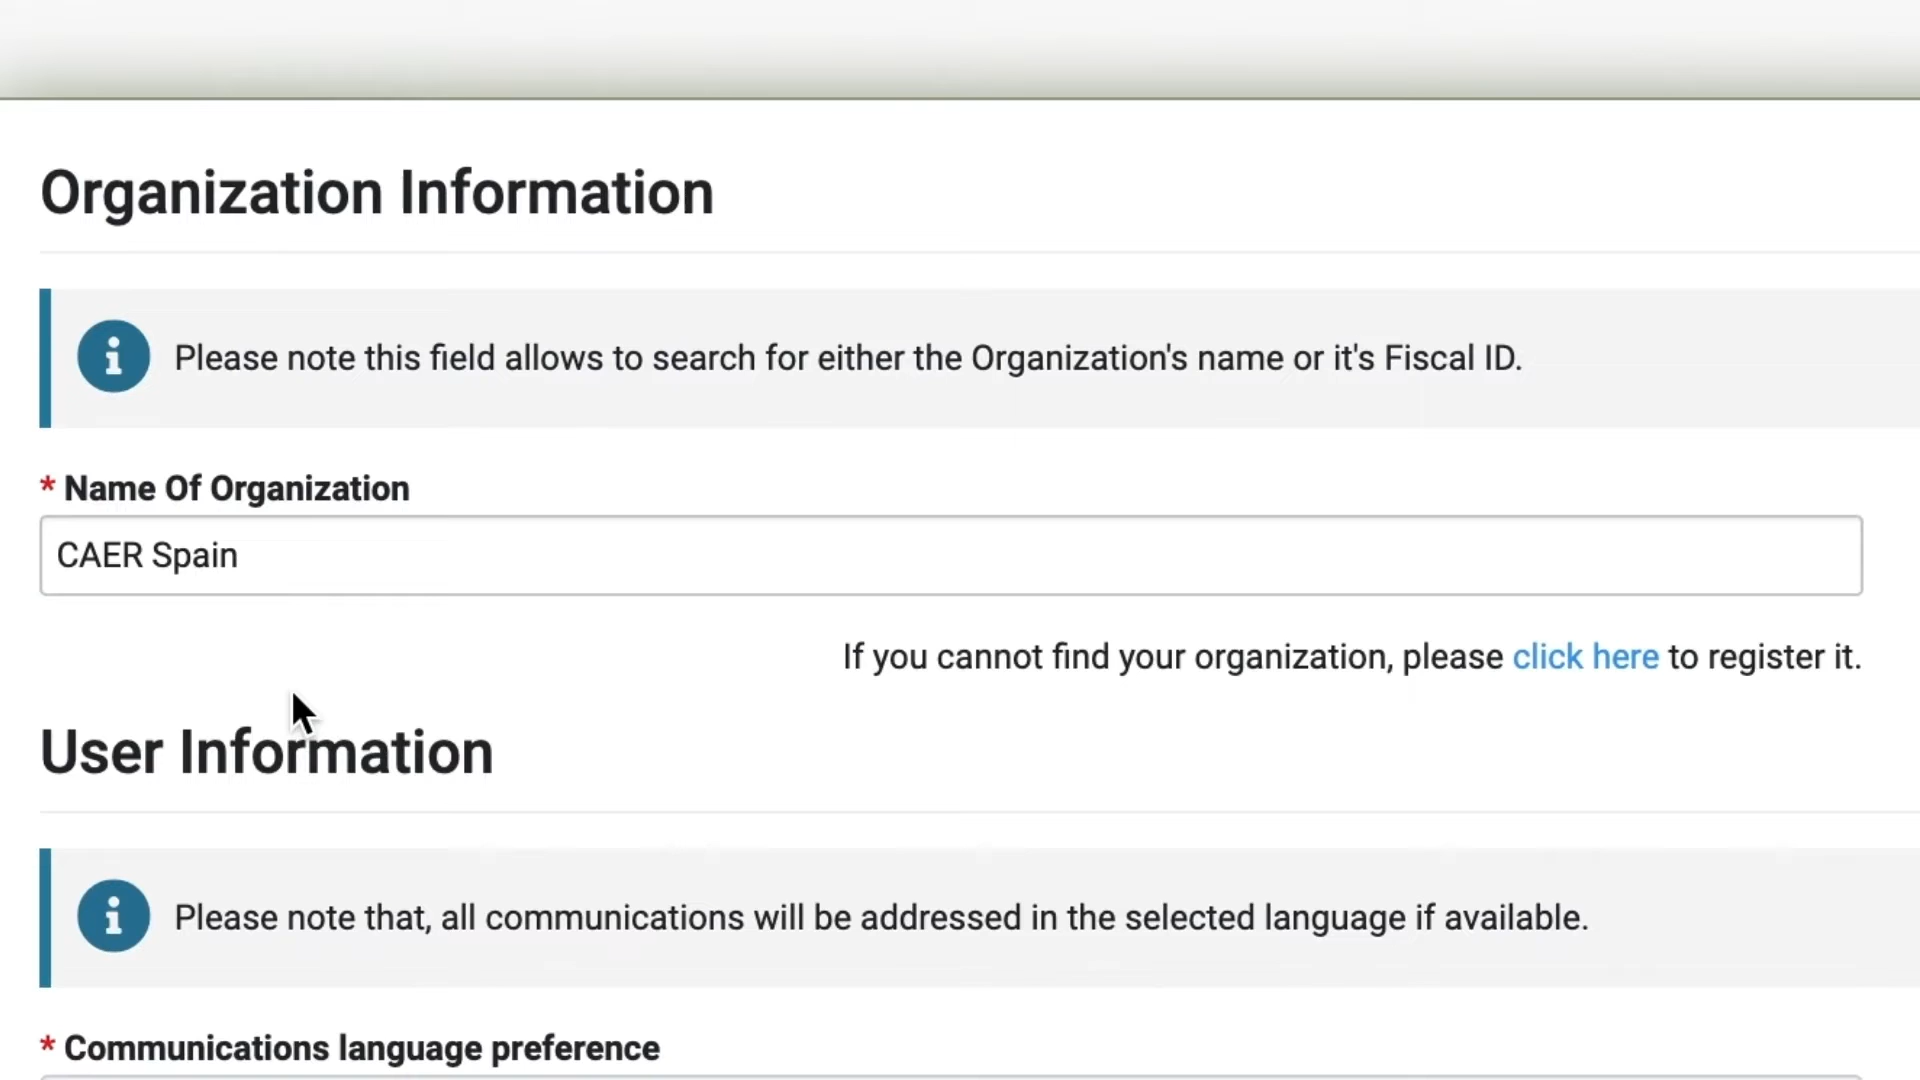 Organization Information
Please note this field allows to search for either the Organization's name or it's Fiscal ID.
* Name Of Organization
CAER Spain
If you cannot find your organization, please click here to register it.
User Information
Please note that, all communications will be addressed in the selected language if available.
* Communications language preference